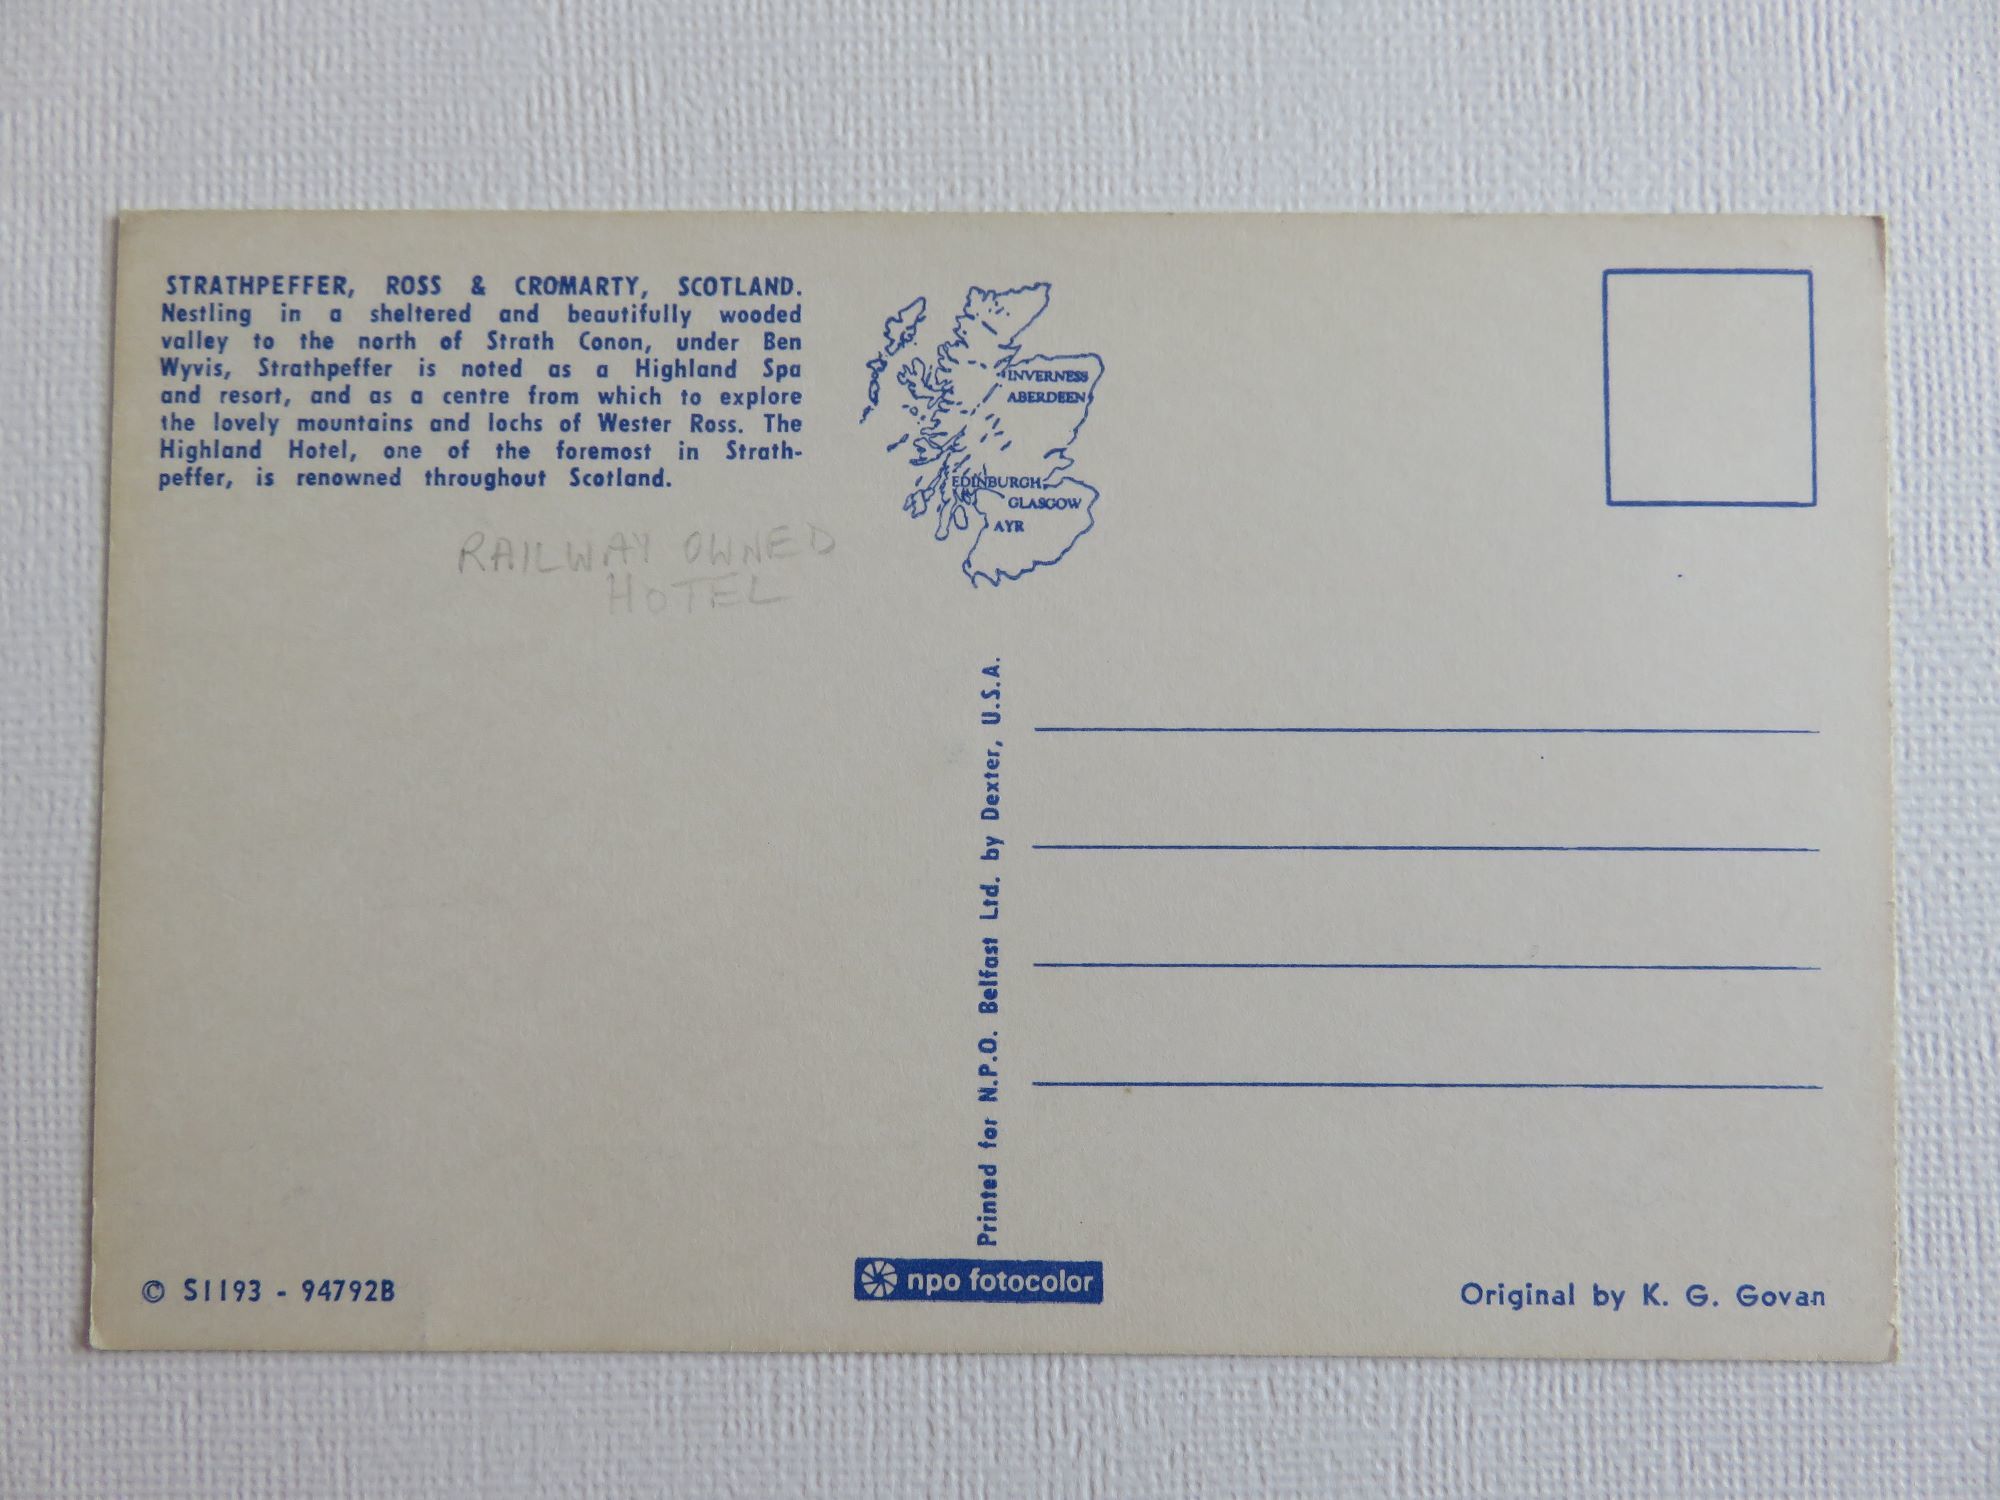 STRATHPEFFER, ROSS & CROMARTY, SCOTLAND.
Nestling in a sheltered and beautifully wooded
valley to the north of Strath Conon, under Ben
Wyvis, Strathpeffer is noted as a Highland Spa
and resort, and as a centre from which to explore
the lovely mountains and lochs of Wester Ross. The
Highland Hotel, one of the foremost in Strath-
peffer, is renowned throughout Scotland.
RAILWAY OWNED
HOTEL
INVERNESS
ABERDEEN
EDINBURGH
GLASGOW
AYR
Printed for N.P.O. Belfast Ltd. by Dexter, U.S.A.
© S1193 - 94792B
npo fotocolor
Original by K. G. Govan